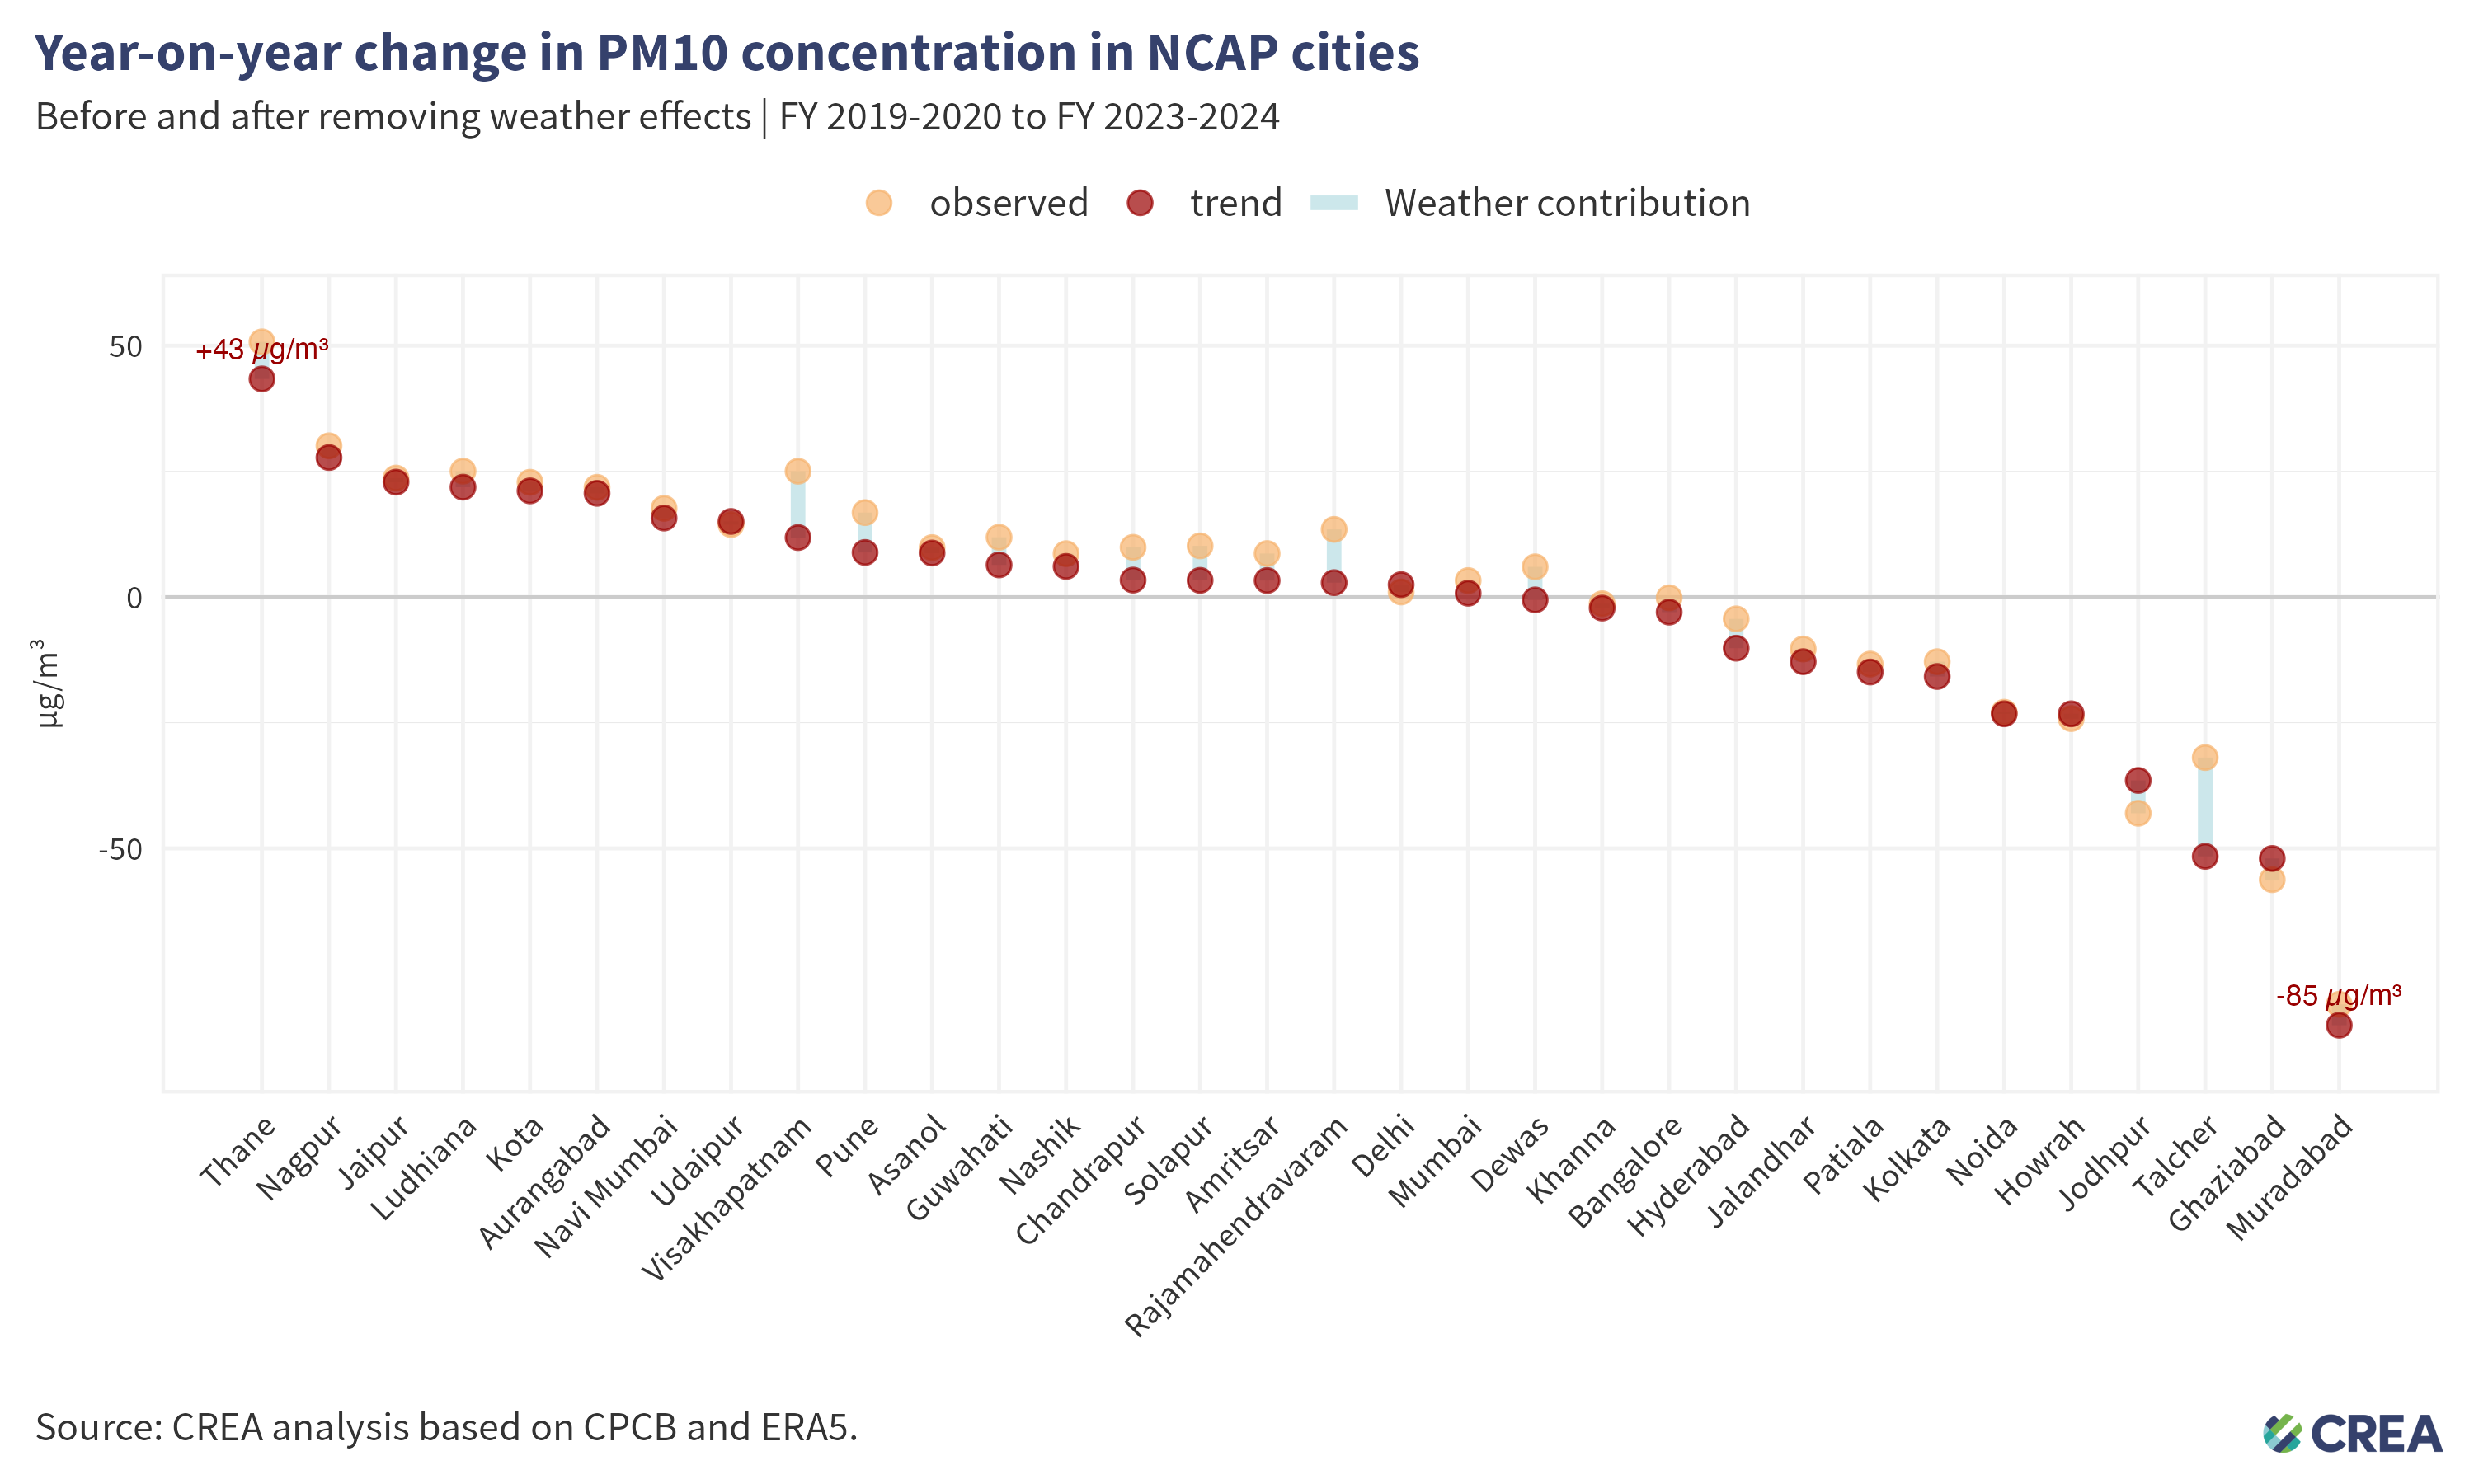 Year-on-year change in PM10 concentration in NCAP cities
Before and after removing weather effects | FY 2019-2020 to FY 2023-2024
observed
trend
Weather contribution
50
0
-50
µg/m³
+43 µg/m³
-85 µg/m³
Thane
Nagpur
Jaipur
Ludhiana
Kota
Aurangabad
Navi Mumbai
Udaipur
Visakhapatnam
Pune
Asanol
Guwahati
Nashik
Chandrapur
Solapur
Amritsar
Rajamahendravaram
Delhi
Mumbai
Dewas
Khanna
Bangalore
Hyderabad
Jalandhar
Patiala
Kolkata
Noida
Howrah
Jodhpur
Talcher
Ghaziabad
Muradabad
Source: CREA analysis based on CPCB and ERA5.
CREA